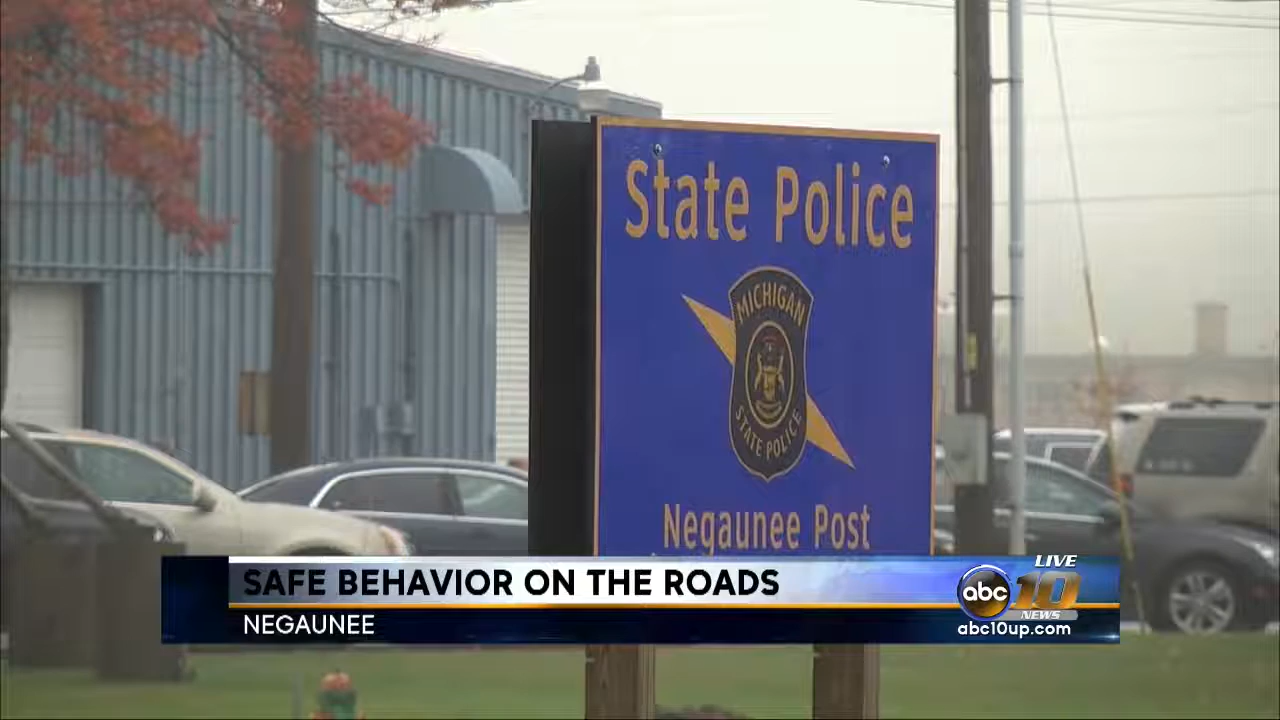 State Police
MICHIGAN
STATE POLICE
Negaunee Post
SAFE BEHAVIOR ON THE ROADS
NEGAUNEE
LIVE
abc 10
NEWS
abc10up.com